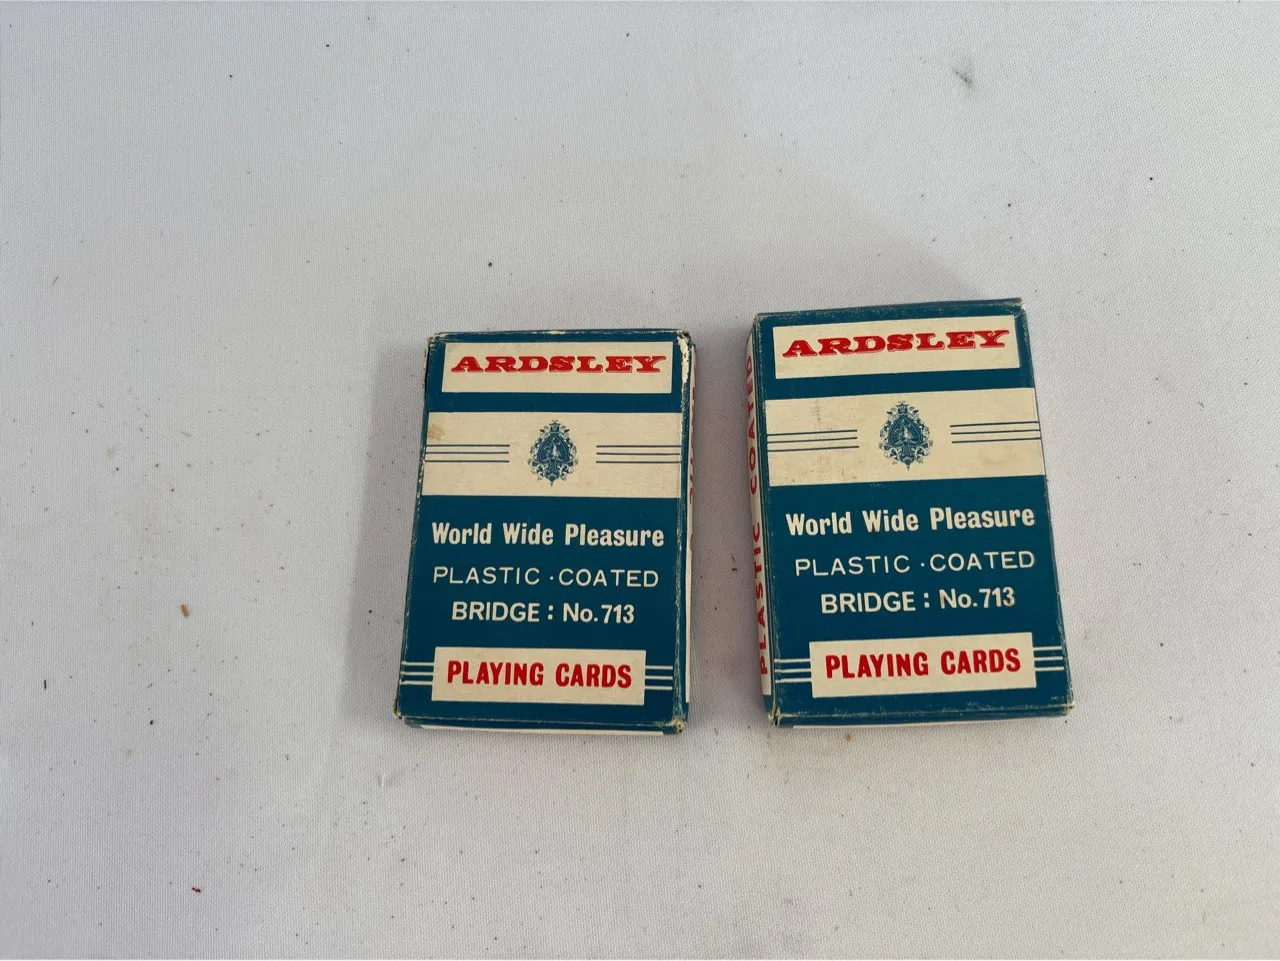 ARDSLEY
World Wide Pleasure
PLASTIC · COATED
BRIDGE : No. 713
PLAYING CARDS
ARDSLEY
World Wide Pleasure
PLASTIC · COATED
BRIDGE : No. 713
PLAYING CARDS
PLASTIC COATED